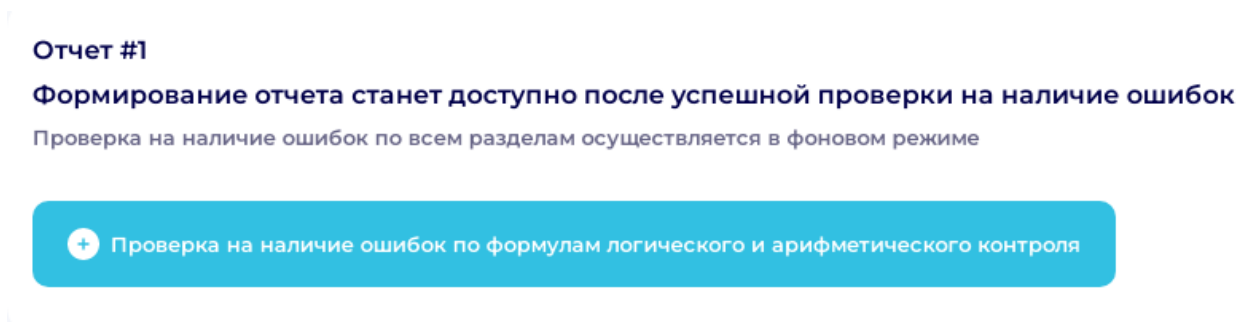 Отчет #1
Формирование отчета станет доступно после успешной проверки на наличие ошибок
Проверка на наличие ошибок по всем разделам осуществляется в фоновом режиме
Проверка на наличие ошибок по формулам логического и арифметического контроля